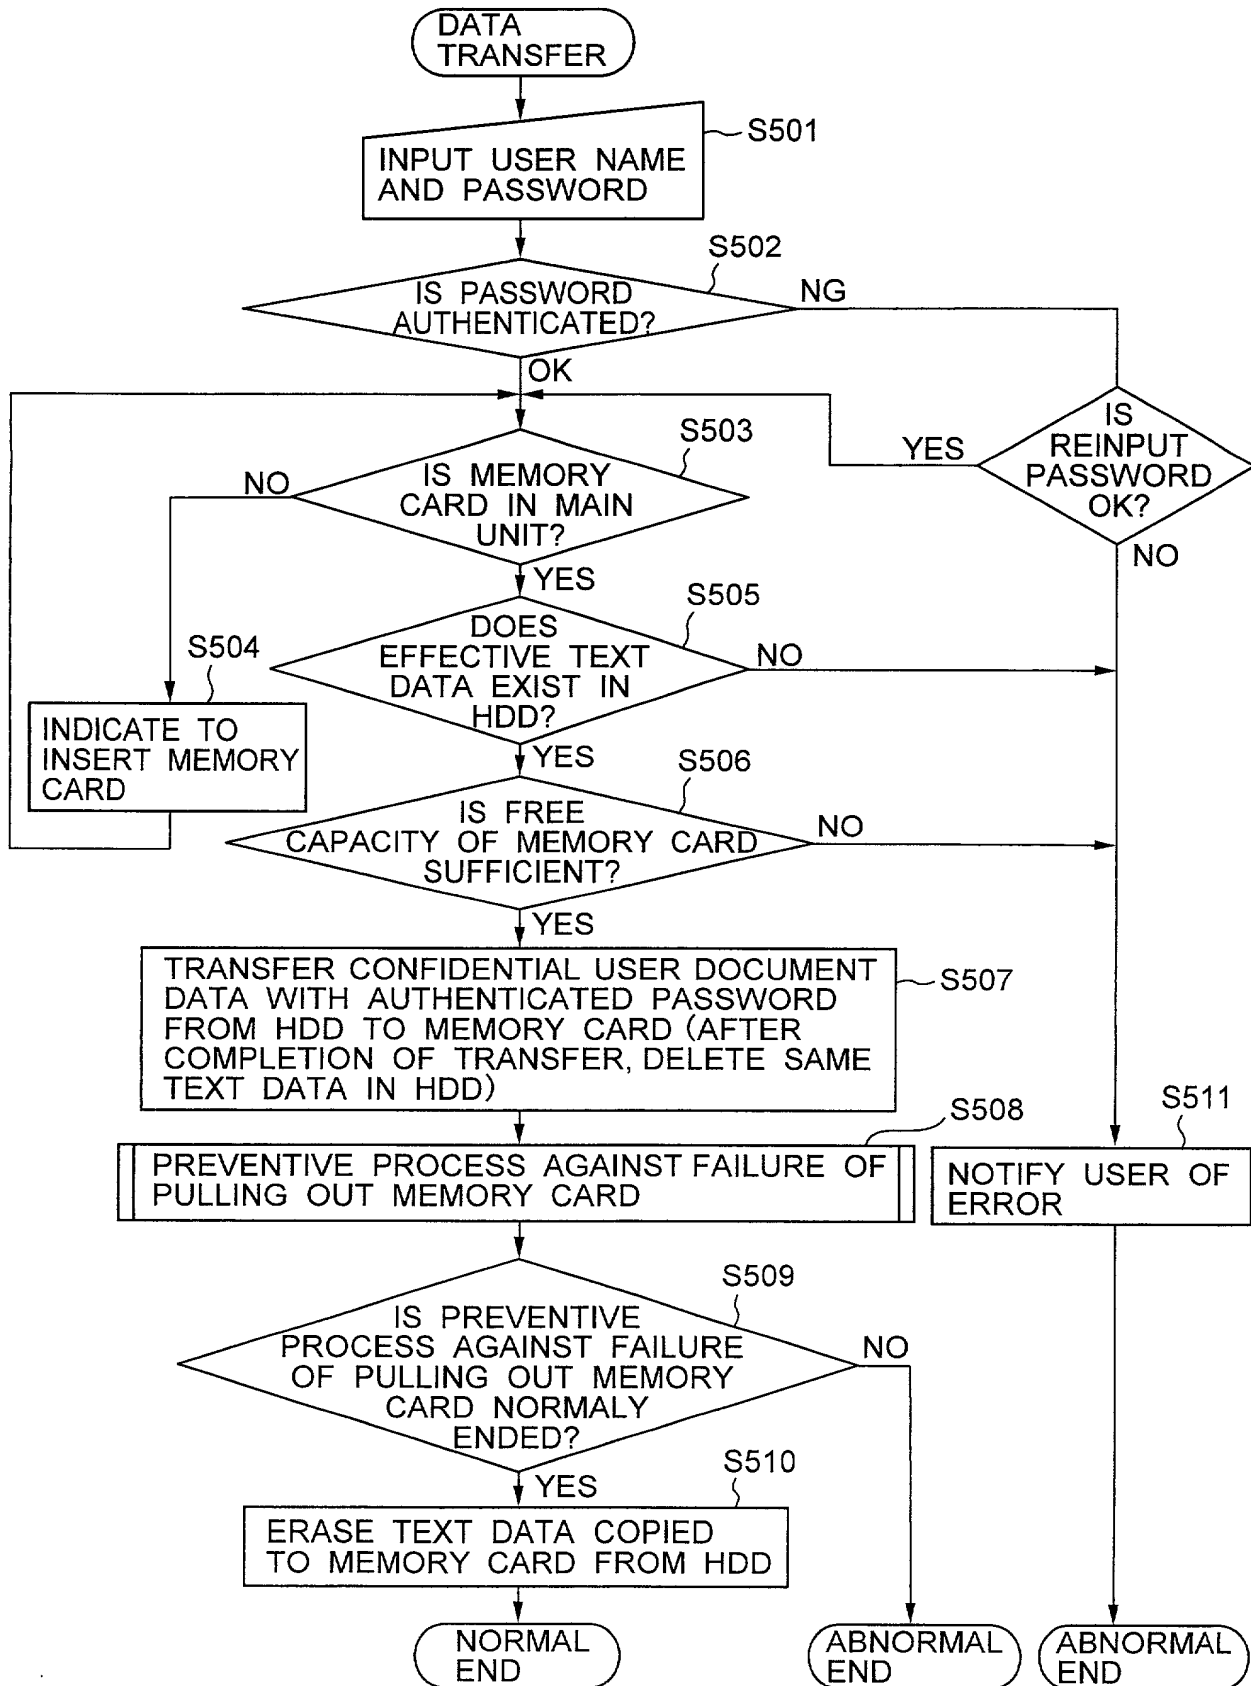 DATA
TRANSFER
S501
INPUT USER NAME
AND PASSWORD
S502
IS PASSWORD
AUTHENTICATED?
NG
OK
IS
REINPUT
PASSWORD
OK?
YES
NO
S503
IS MEMORY
CARD IN MAIN
UNIT?
NO
YES
S504
INDICATE TO
INSERT MEMORY
CARD
S505
DOES
EFFECTIVE TEXT
DATA EXIST IN
HDD?
NO
YES
S506
IS FREE
CAPACITY OF MEMORY CARD
SUFFICIENT?
NO
YES
TRANSFER CONFIDENTIAL USER DOCUMENT
DATA WITH AUTHENTICATED PASSWORD
FROM HDD TO MEMORY CARD (AFTER
COMPLETION OF TRANSFER, DELETE SAME
TEXT DATA IN HDD)
S507
S508
PREVENTIVE PROCESS AGAINST FAILURE OF
PULLING OUT MEMORY CARD
S511
NOTIFY USER OF
ERROR
S509
IS PREVENTIVE
PROCESS AGAINST FAILURE
OF PULLING OUT MEMORY
CARD NORMALY
ENDED?
NO
YES
S510
ERASE TEXT DATA COPIED
TO MEMORY CARD FROM HDD
NORMAL
END
ABNORMAL
END
ABNORMAL
END